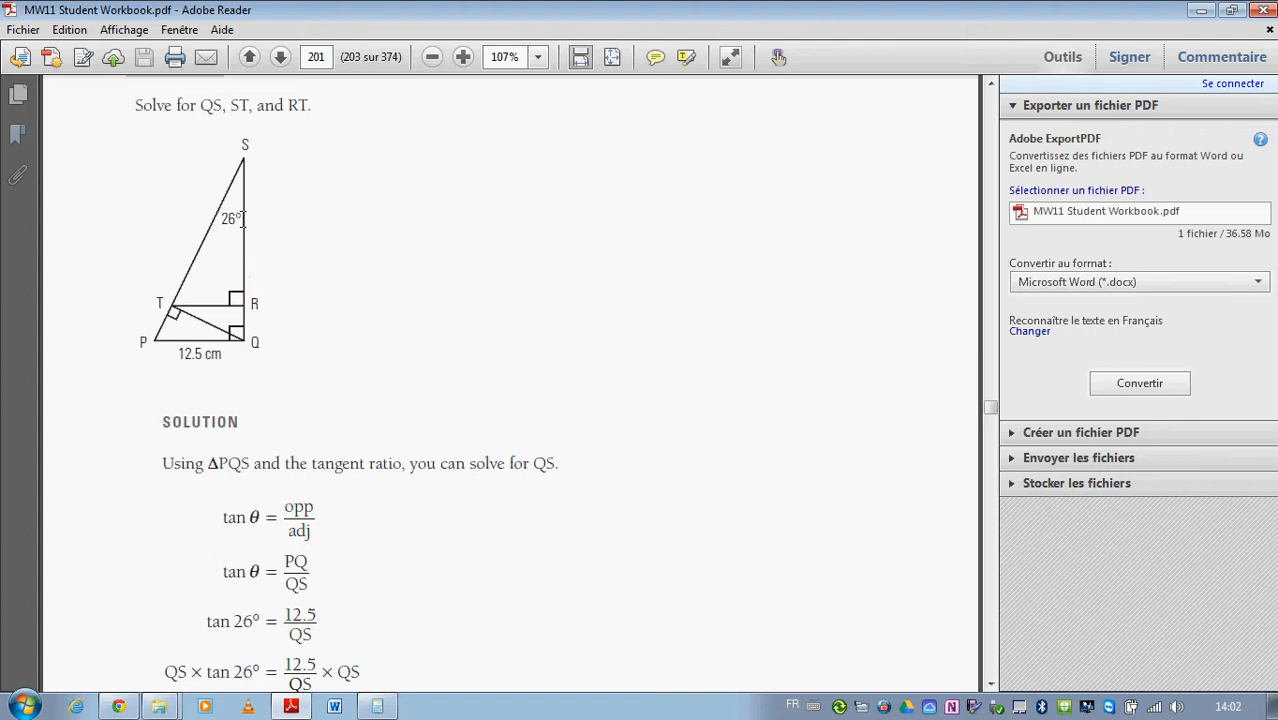 MW11 Student Workbook.pdf - Adobe Reader
Fichier Edition Affichage Fenêtre Aide
201 (203 sur 374) 107% Outils Signer Commentaire
Se connecter
Exporter un fichier PDF
Adobe ExportPDF
Convertissez des fichiers PDF au format Word ou
Excel en ligne.
Sélectionner un fichier PDF :
MW11 Student Workbook.pdf
1 fichier / 36.58 Mo
Convertir au format :
Microsoft Word (*.docx)
Reconnaître le texte en Français
Changer
Convertir
Créer un fichier PDF
Envoyer les fichiers
Stocker les fichiers
Solve for QS, ST, and RT.
S
26°
T R
P Q
12.5 cm
SOLUTION
Using ΔPQS and the tangent ratio, you can solve for QS.
tan θ = opp/adj
tan θ = PQ/QS
tan 26° = 12.5/QS
QS × tan 26° = 12.5/QS × QS
FR 14:02